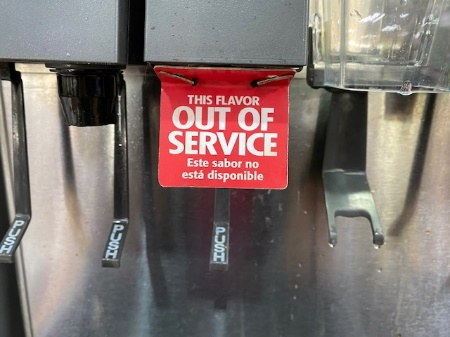 THIS FLAVOR
OUT OF
SERVICE
Este sabor no
está disponible
PUSH
PUSH
PUSH